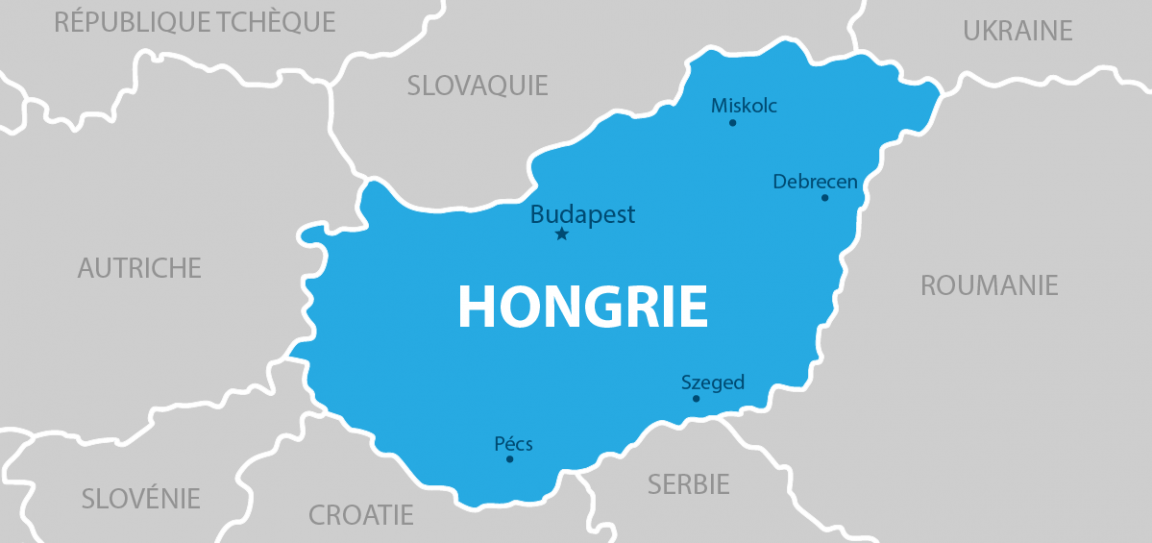 RÉPUBLIQUE TCHÈQUE
UKRAINE
SLOVAQUIE
Miskolc
Debrecen
Budapest
AUTRICHE
ROUMANIE
HONGRIE
Szeged
Pécs
SERBIE
SLOVÉNIE
CROATIE